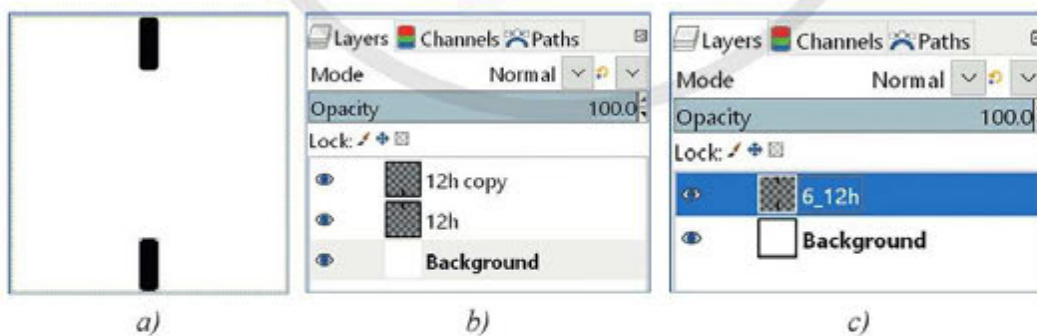 Layers Channels Paths
Mode Normal
Opacity 100.0
Lock:
12h copy
12h
Background
Layers Channels Paths
Mode Normal
Opacity 100.0
Lock:
6_12h
Background
a)
b)
c)